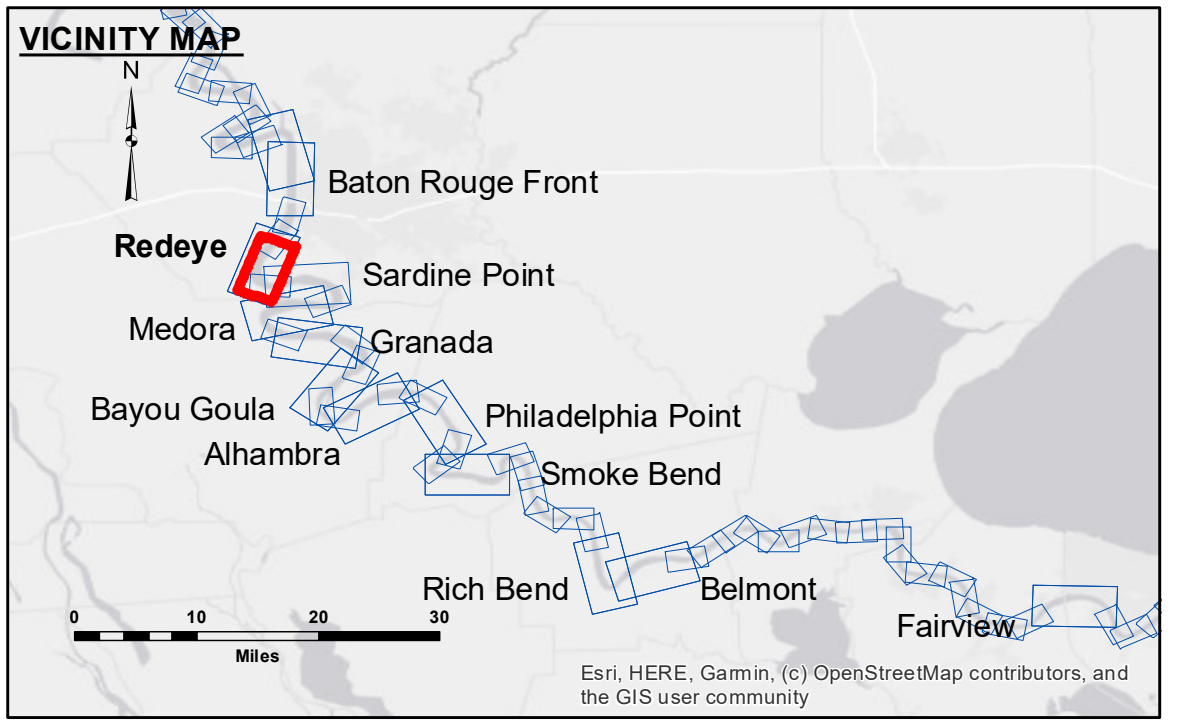 VICINITY MAP
N
Baton Rouge Front
Redeye
Sardine Point
Medora
Granada
Bayou Goula
Philadelphia Point
Alhambra
Smoke Bend
Rich Bend
Belmont
Fairview
0 10 20 30
Miles
Esri, HERE, Garmin, (c) OpenStreetMap contributors, and
the GIS user community